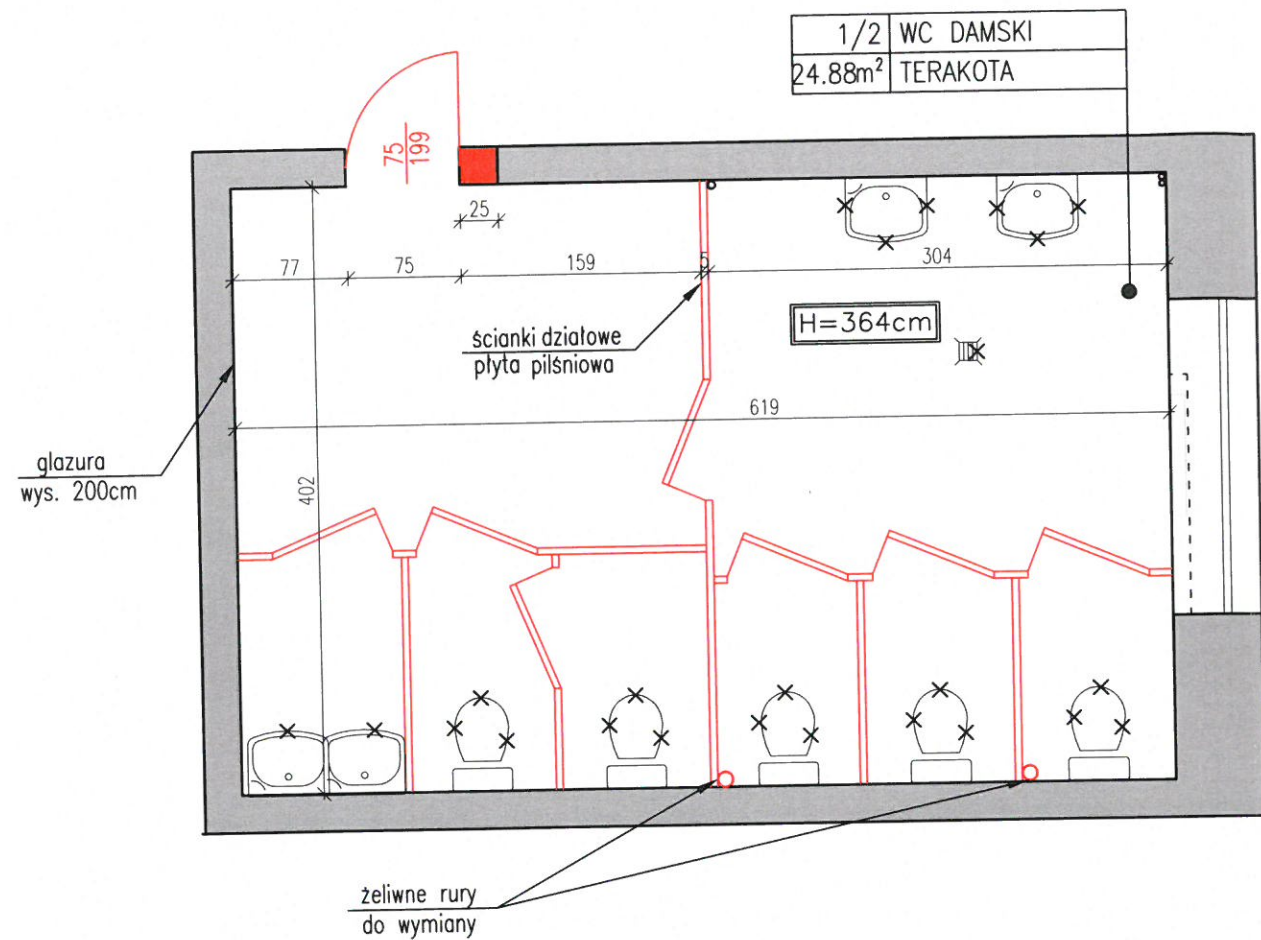 1/2 WC DAMSKI
24.88m² TERAKOTA
75
199
25
77 75 159 5 304
H=364cm
ścianki działowe
płyta pilśniowa
619
glazura
wys. 200cm
402
żeliwne rury
do wymiany